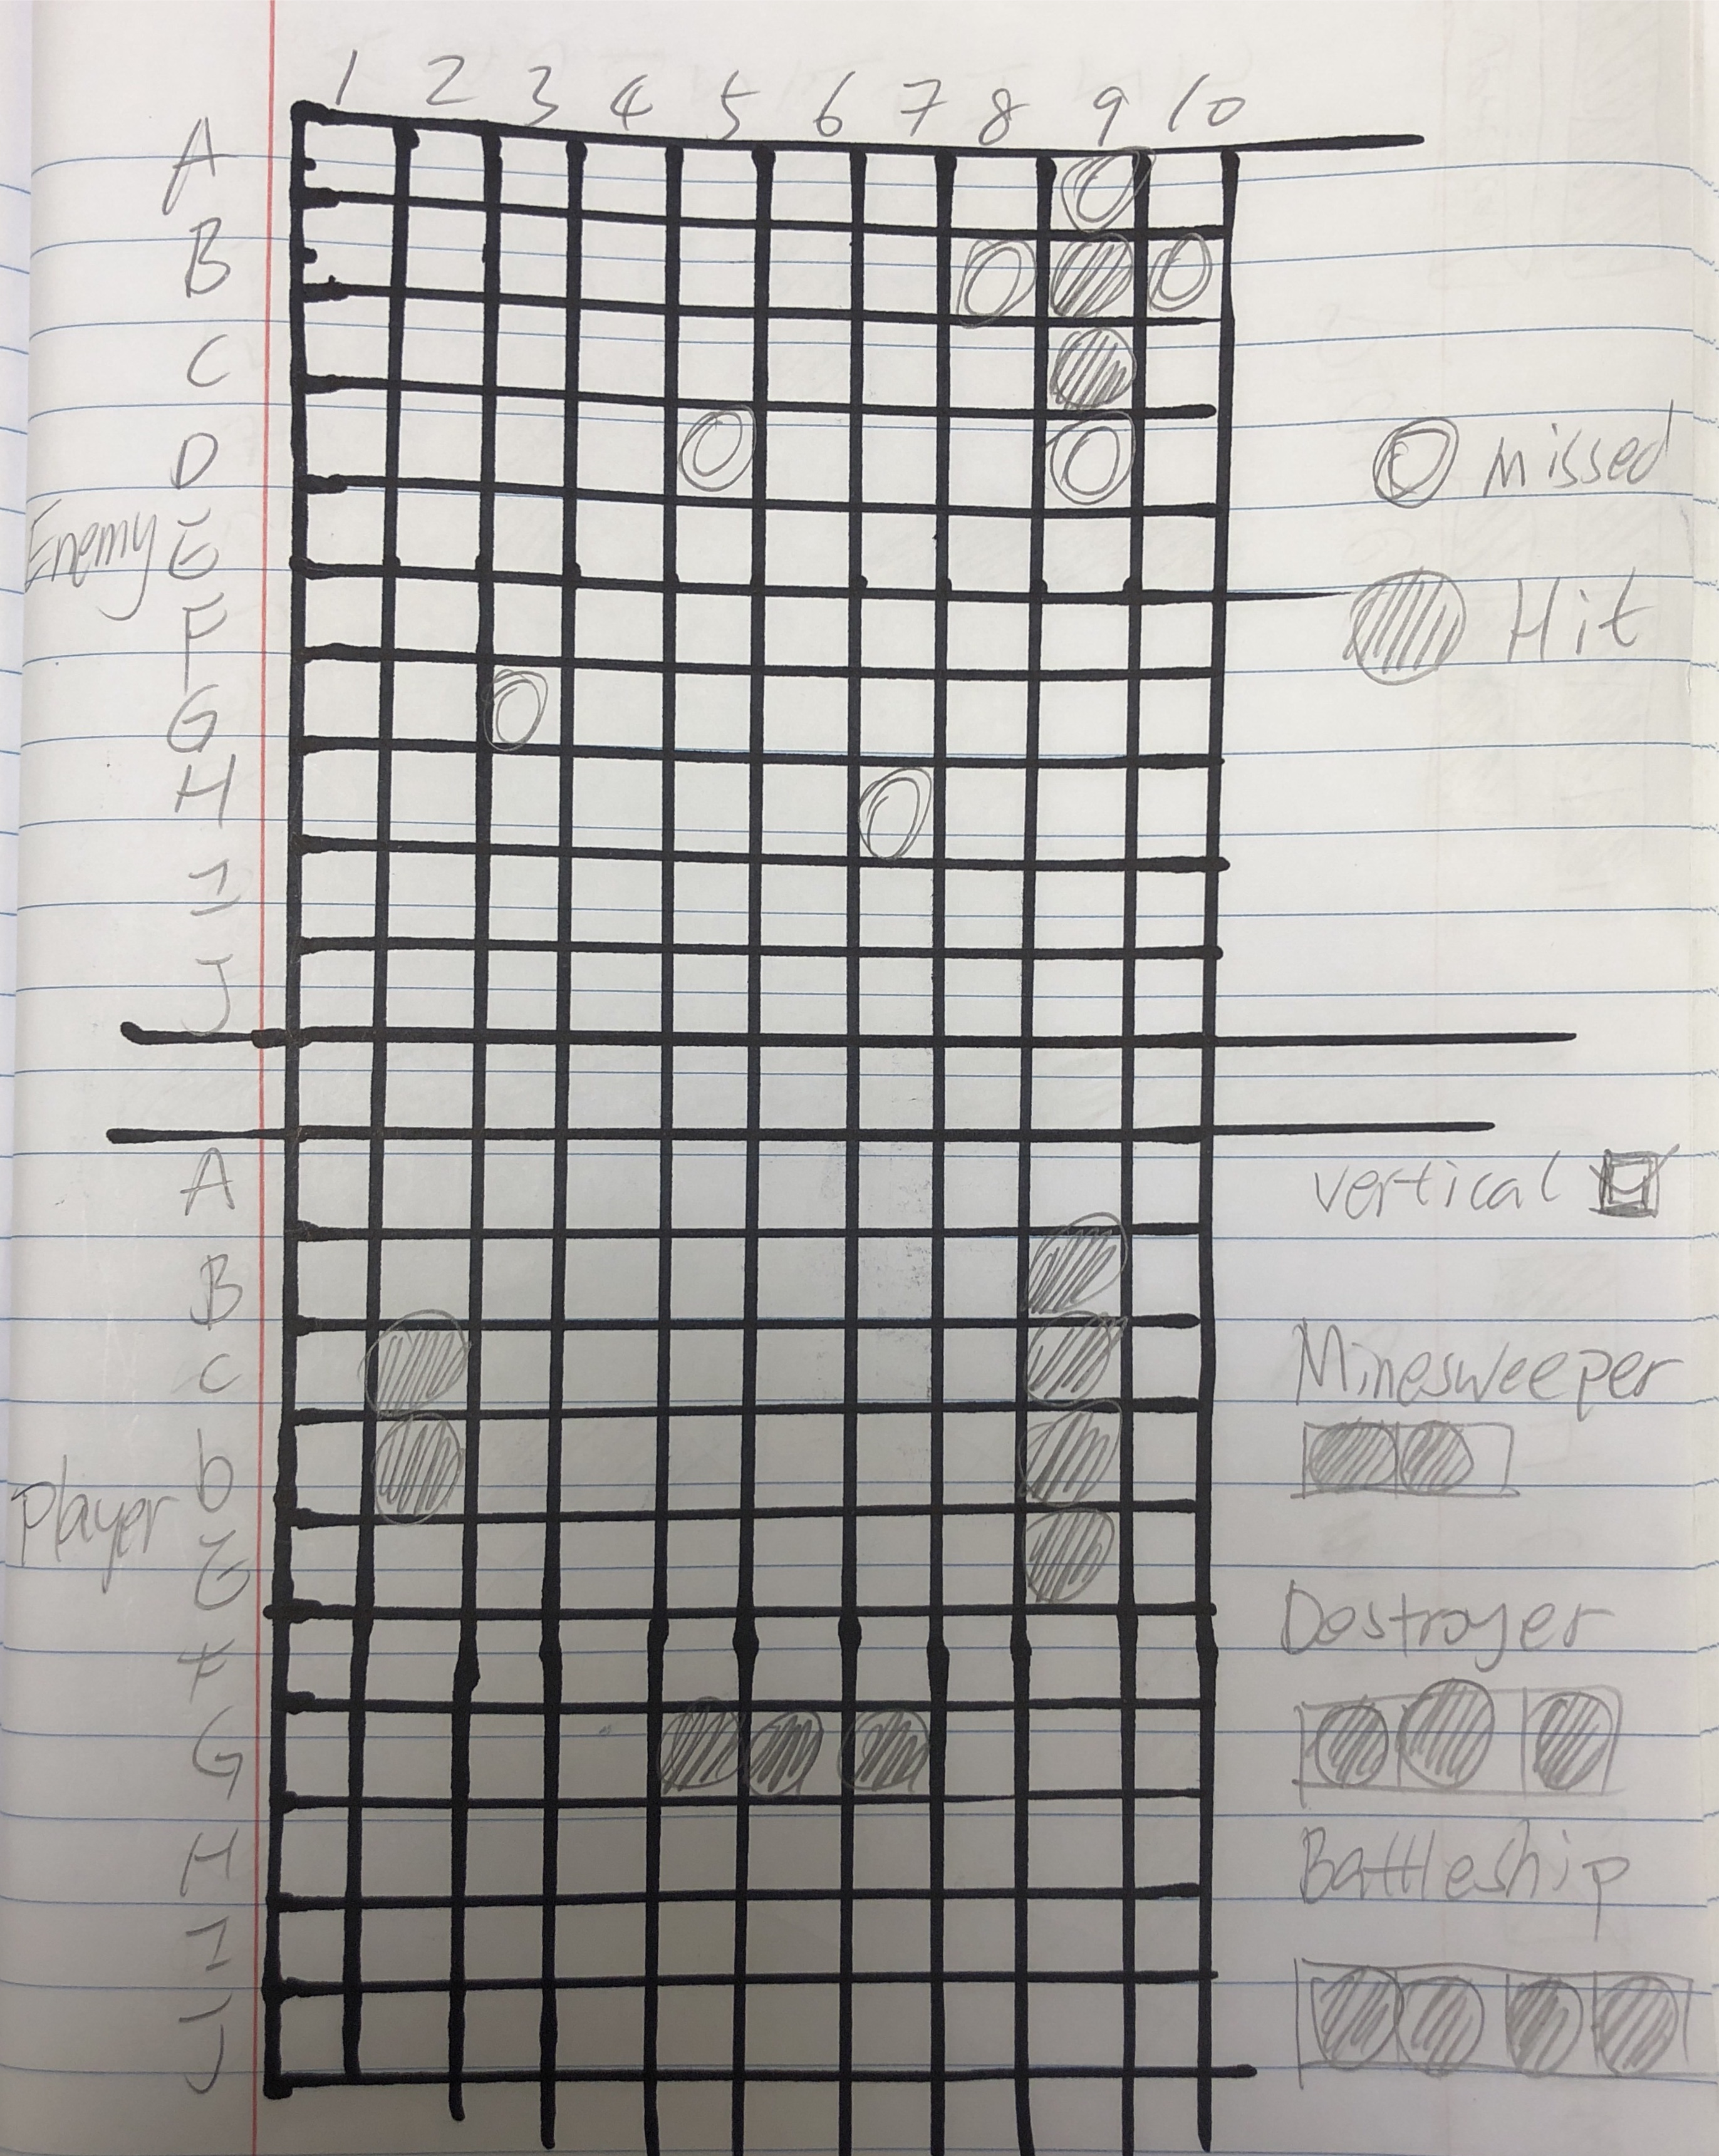 1 2 3 4 5 6 7 8 9 10
A
B
C
D
missed
Enemy
E
F
Hit
G
H
I
J
A
vertical
B
C
Minesweeper
b
Player
E
Destroyer
F
G
H
Battleship
I
J